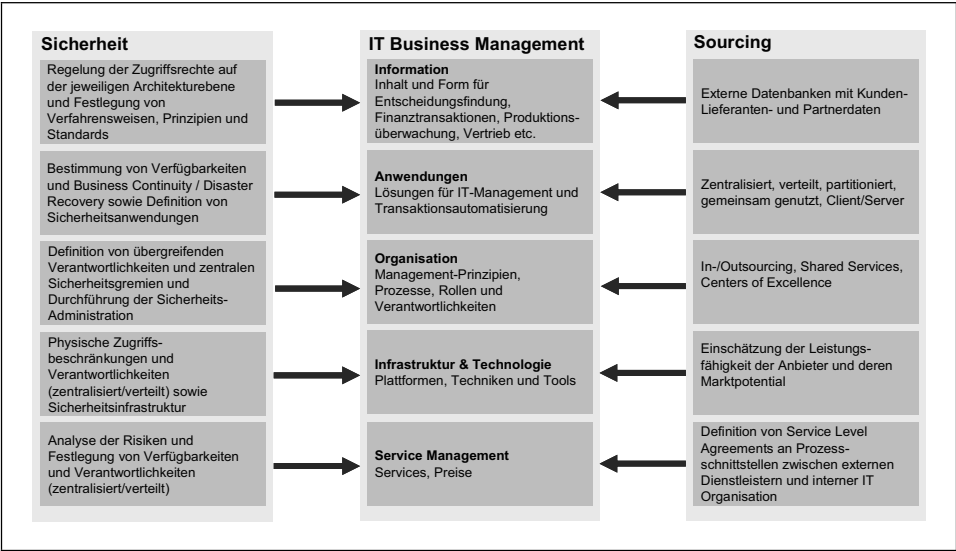 Sicherheit
Regelung der Zugriffsrechte auf
der jeweiligen Architekturebene
und Festlegung von
Verfahrensweisen, Prinzipien und
Standards
Bestimmung von Verfügbarkeiten
und Business Continuity / Disaster
Recovery sowie Definition von
Sicherheitsanwendungen
Definition von übergreifenden
Verantwortlichkeiten und zentralen
Sicherheitsgremien und
Durchführung der Sicherheits-
Administration
Physische Zugriffs-
beschränkungen und
Verantwortlichkeiten
(zentralisiert/verteilt) sowie
Sicherheitsinfrastruktur
Analyse der Risiken und
Festlegung von Verfügbarkeiten
und Verantwortlichkeiten
(zentralisiert/verteilt)
IT Business Management
Information
Inhalt und Form für
Entscheidungsfindung,
Finanztransaktionen, Produktions-
überwachung, Vertrieb etc.
Anwendungen
Lösungen für IT-Management und
Transaktionsautomatisierung
Organisation
Management-Prinzipien,
Prozesse, Rollen und
Verantwortlichkeiten
Infrastruktur & Technologie
Plattformen, Techniken und Tools
Service Management
Services, Preise
Sourcing
Externe Datenbanken mit Kunden-
Lieferanten- und Partnerdaten
Zentralisiert, verteilt, partitioniert,
gemeinsam genutzt, Client/Server
In-/Outsourcing, Shared Services,
Centers of Excellence
Einschätzung der Leistungs-
fähigkeit der Anbieter und deren
Marktpotential
Definition von Service Level
Agreements an Prozess-
schnittstellen zwischen externen
Dienstleistern und interner IT
Organisation